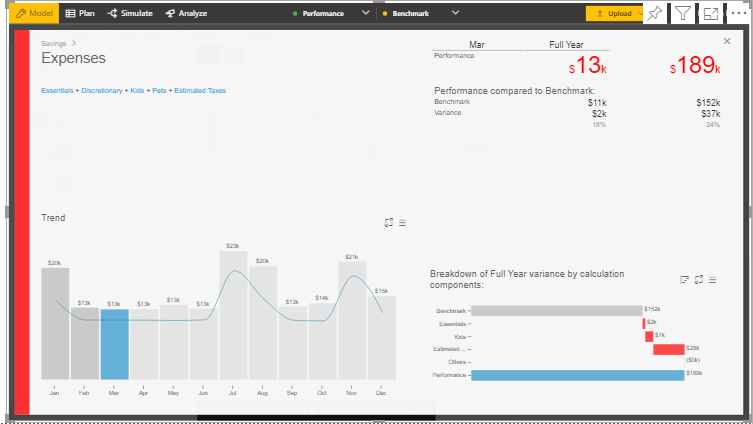 Model Plan Simulate Analyze Performance Benchmark Upload
Savings >
Expenses
Essentials + Discretionary + Kids + Pets + Estimated Taxes
Mar Full Year
Performance
$13k $189k
Performance compared to Benchmark:
Benchmark $11k $152k
Variance $2k $37k
18% 24%
Trend
$20k $13k $13k $13k $13k $13k $23k $20k $13k $14k $21k $15k
Jan Feb Mar Apr May Jun Jul Aug Sep Oct Nov Dec
Breakdown of Full Year variance by calculation
components:
Benchmark $152k
Essentials $2k
Kids $7k
Estimated ... $28k
Others ($0k)
Performance $189k